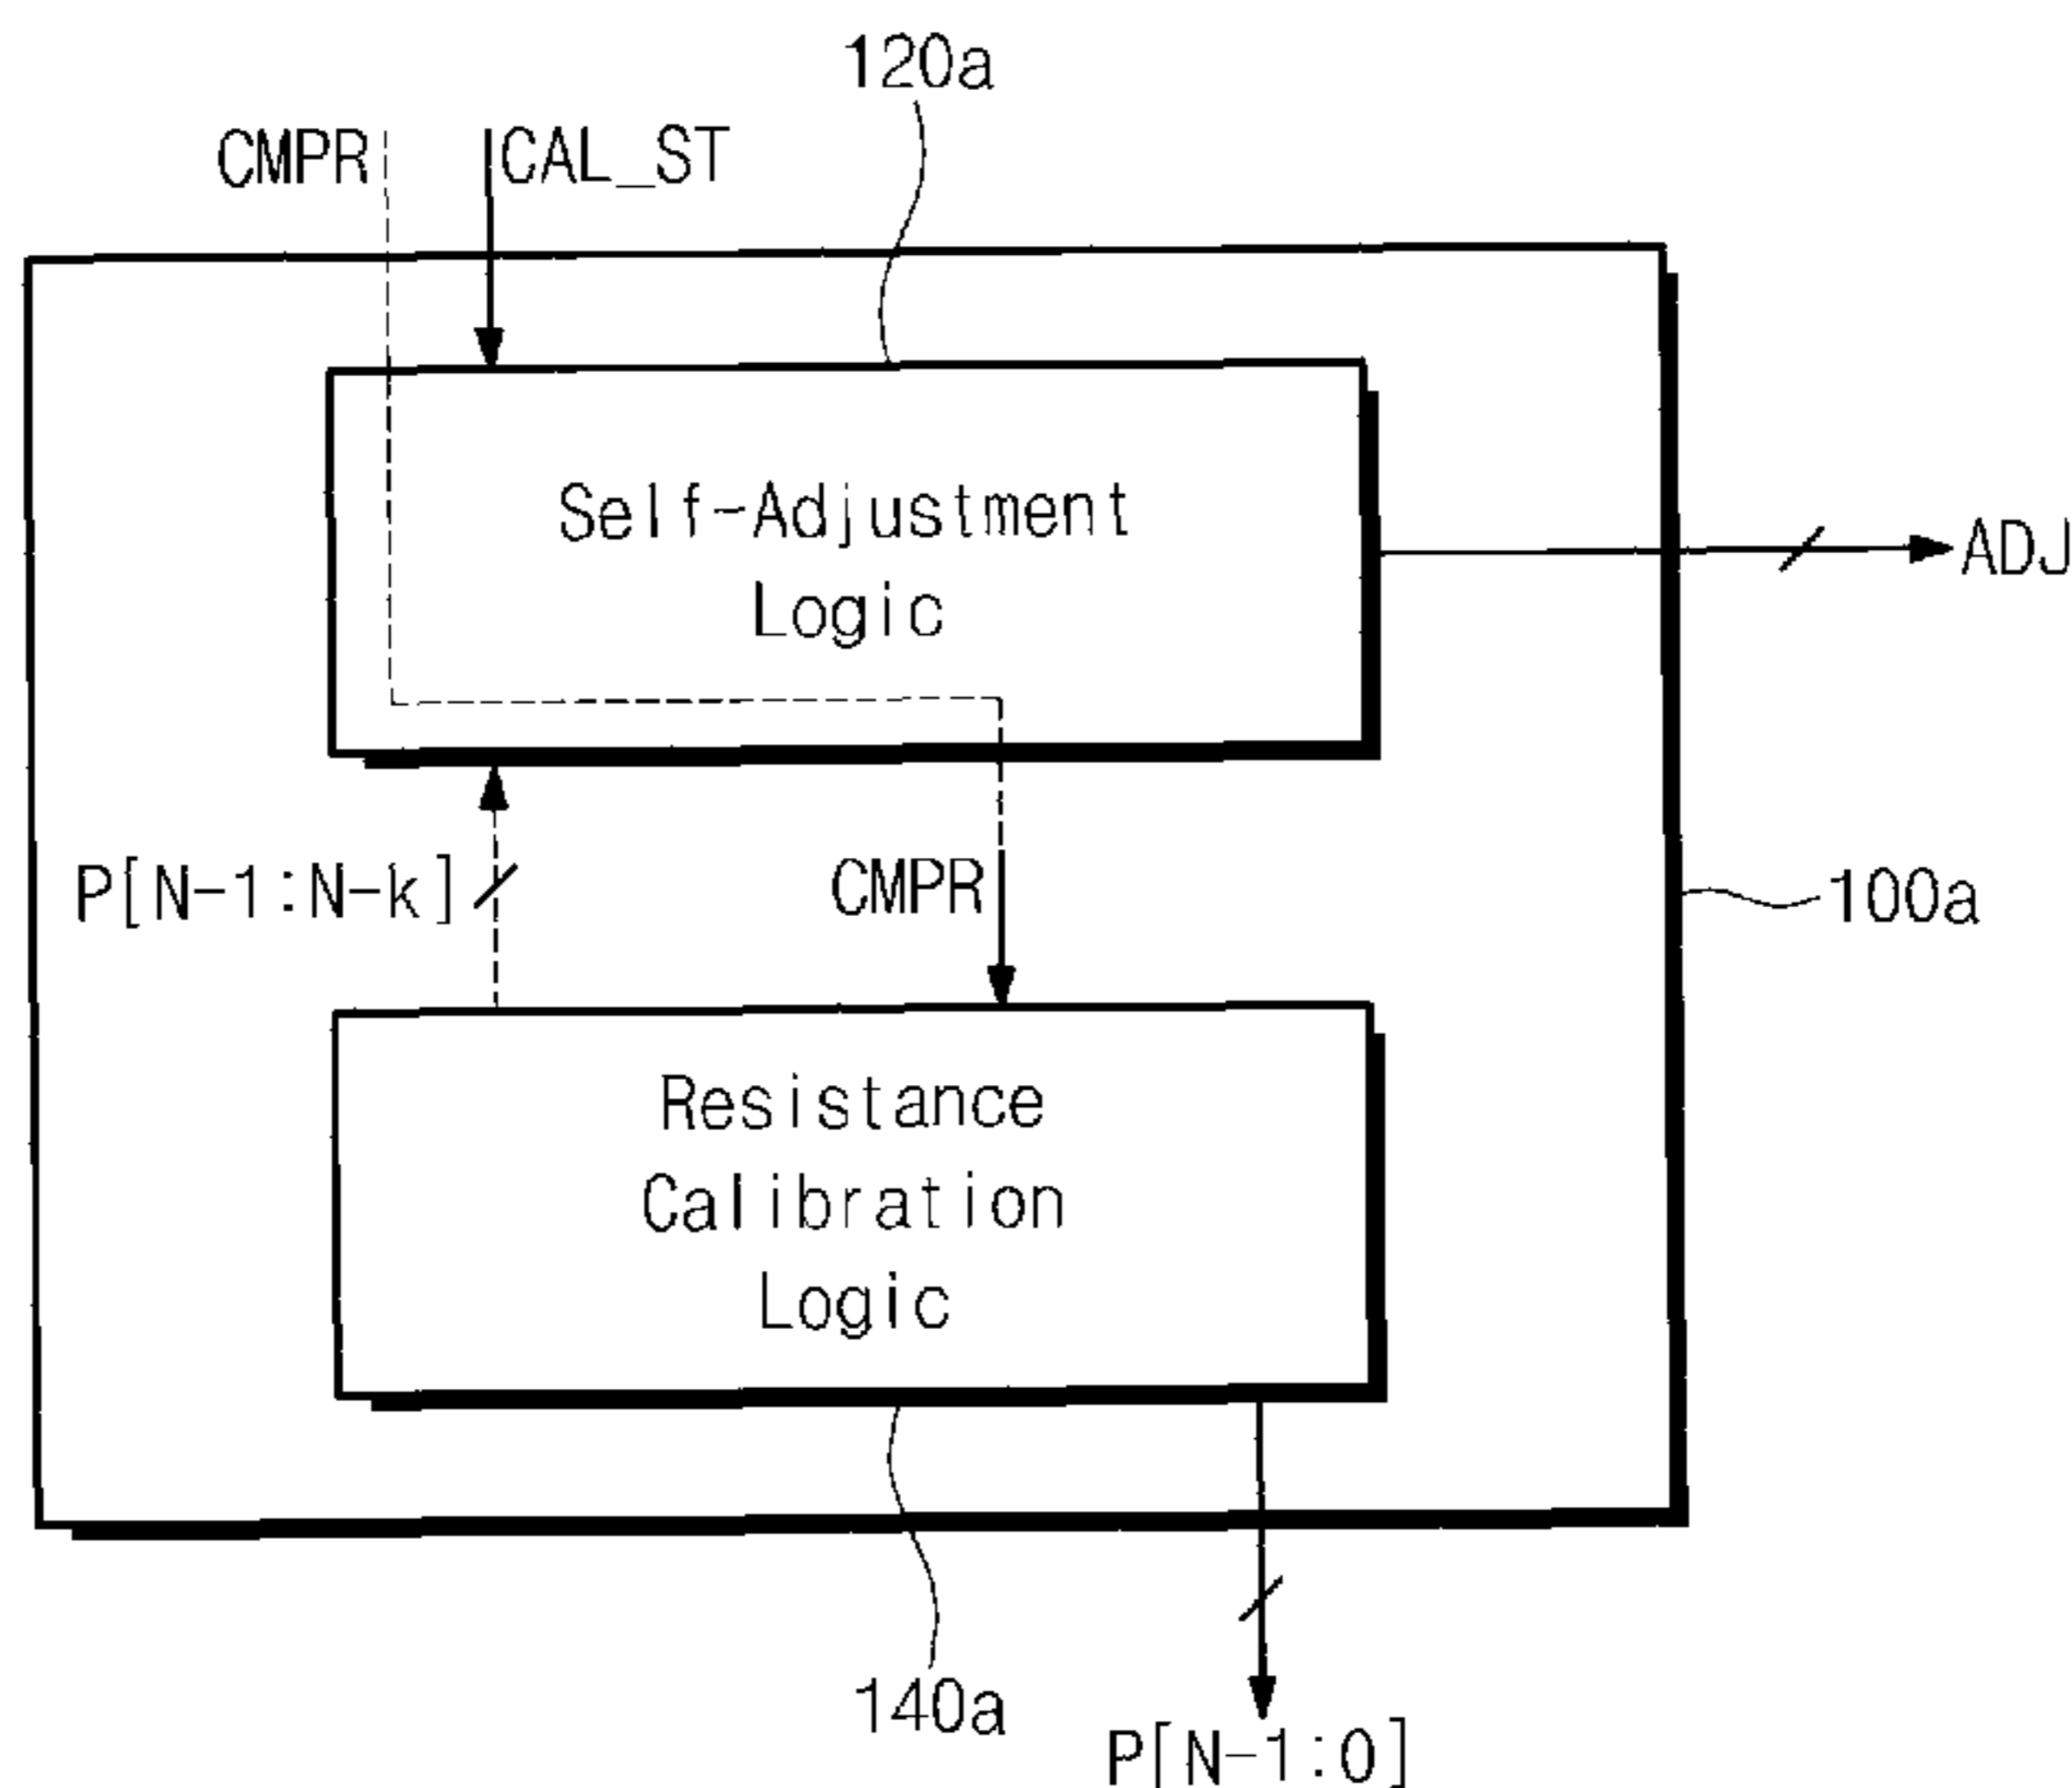 120a
CMPR
CAL_ST
Self-Adjustment
Logic
ADJ
P[N-1:N-k]
CMPR
100a
Resistance
Calibration
Logic
140a
P[N-1:0]